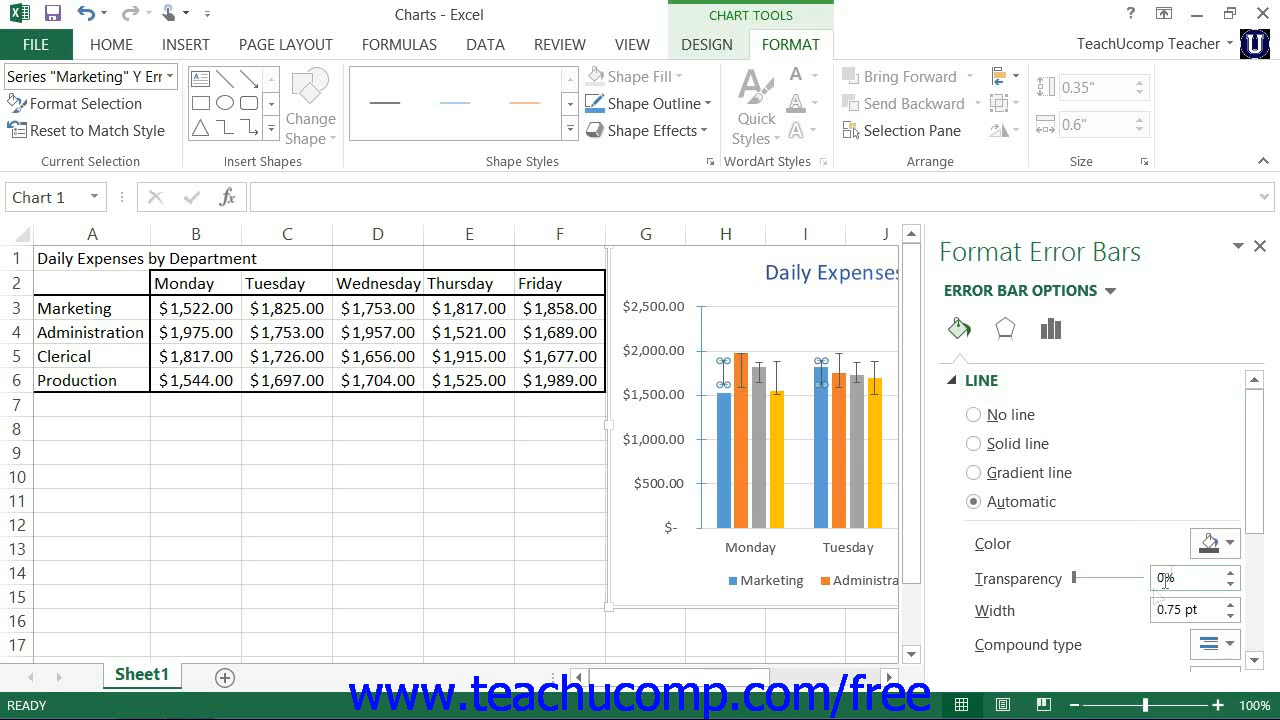 Charts - Excel
CHART TOOLS
?
FILE HOME INSERT PAGE LAYOUT FORMULAS DATA REVIEW VIEW DESIGN FORMAT TeachUcomp Teacher
Series "Marketing" Y Err
Format Selection
Reset to Match Style
Current Selection
Change
Shape
Insert Shapes
Shape Fill
Shape Outline
Shape Effects
Shape Styles
Quick
Styles
WordArt Styles
Bring Forward
Send Backward
Selection Pane
Arrange
0.35"
0.6"
Size
Chart 1
fx
A B C D E F G H I J
1 Daily Expenses by Department
2 Monday Tuesday Wednesday Thursday Friday
3 Marketing $1,522.00 $1,825.00 $1,753.00 $1,817.00 $1,858.00
4 Administration $1,975.00 $1,753.00 $1,957.00 $1,521.00 $1,689.00
5 Clerical $1,817.00 $1,726.00 $1,656.00 $1,915.00 $1,677.00
6 Production $1,544.00 $1,697.00 $1,704.00 $1,525.00 $1,989.00
7
8
9
10
11
12
13
14
15
16
17
Daily Expenses
$2,500.00
$2,000.00
$1,500.00
$1,000.00
$500.00
$-
Monday Tuesday
Marketing Administra
Format Error Bars
ERROR BAR OPTIONS
LINE
No line
Solid line
Gradient line
Automatic
Color
Transparency 0%
Width 0.75 pt
Compound type
Sheet1
www.teachucomp.com/free
READY 100%